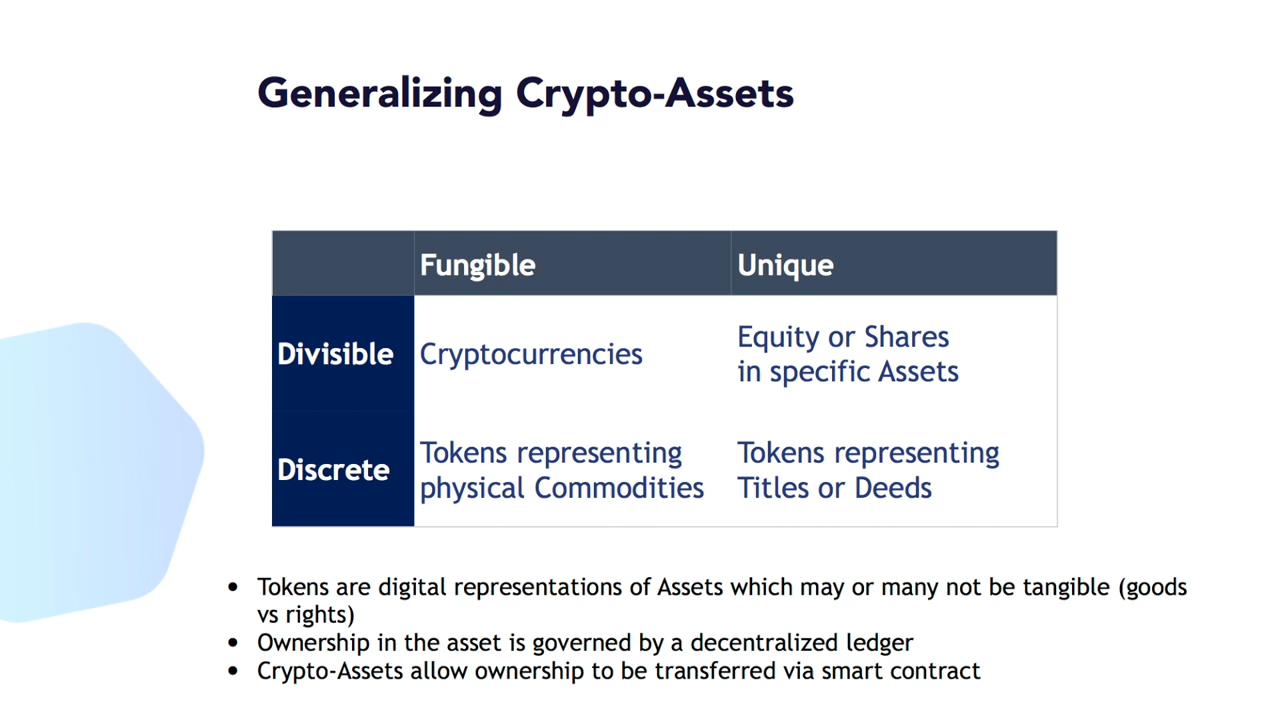 Generalizing Crypto-Assets
Fungible Unique
Divisible Cryptocurrencies Equity or Shares
in specific Assets
Discrete Tokens representing
physical Commodities Tokens representing
Titles or Deeds
• Tokens are digital representations of Assets which may or many not be tangible (goods
vs rights)
• Ownership in the asset is governed by a decentralized ledger
• Crypto-Assets allow ownership to be transferred via smart contract